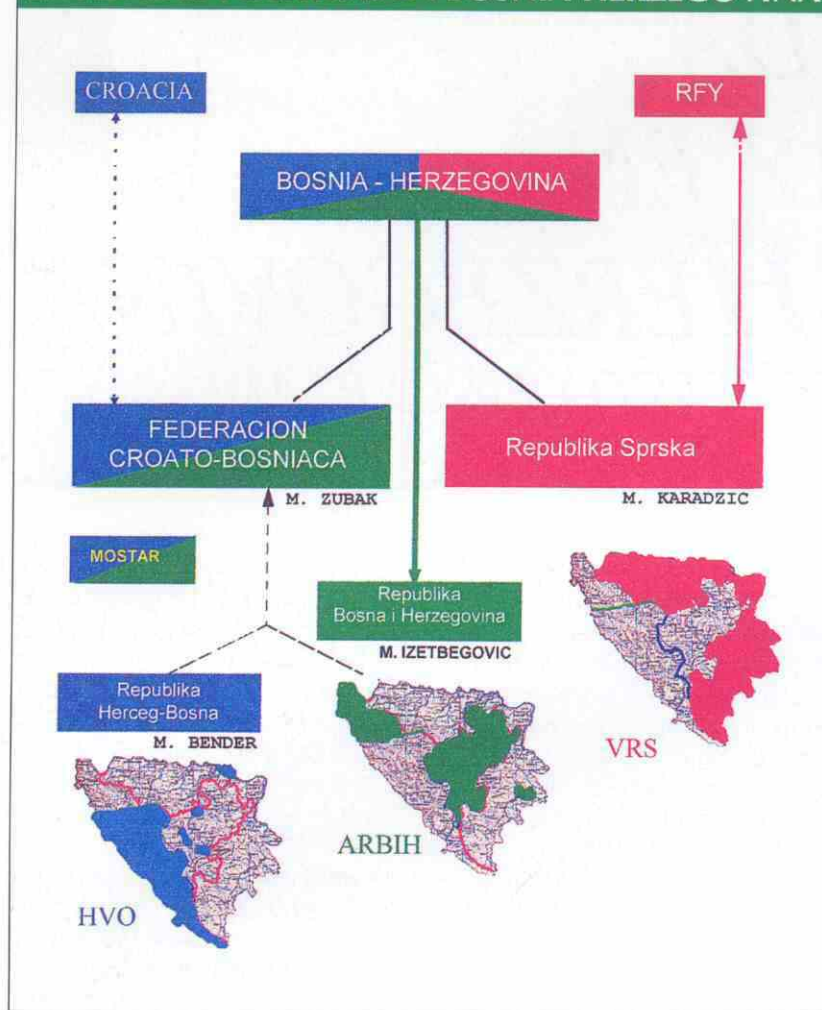 CROACIA
RFY
BOSNIA - HERZEGOVINA
FEDERACION
CROATO-BOSNIACA
M. ZUBAK
Republika Sprska
M. KARADZIC
MOSTAR
Republika
Bosna i Herzegovina
M. IZETBEGOVIC
Republika
Herceg-Bosna
M. BENDER
HVO
ARBIH
VRS